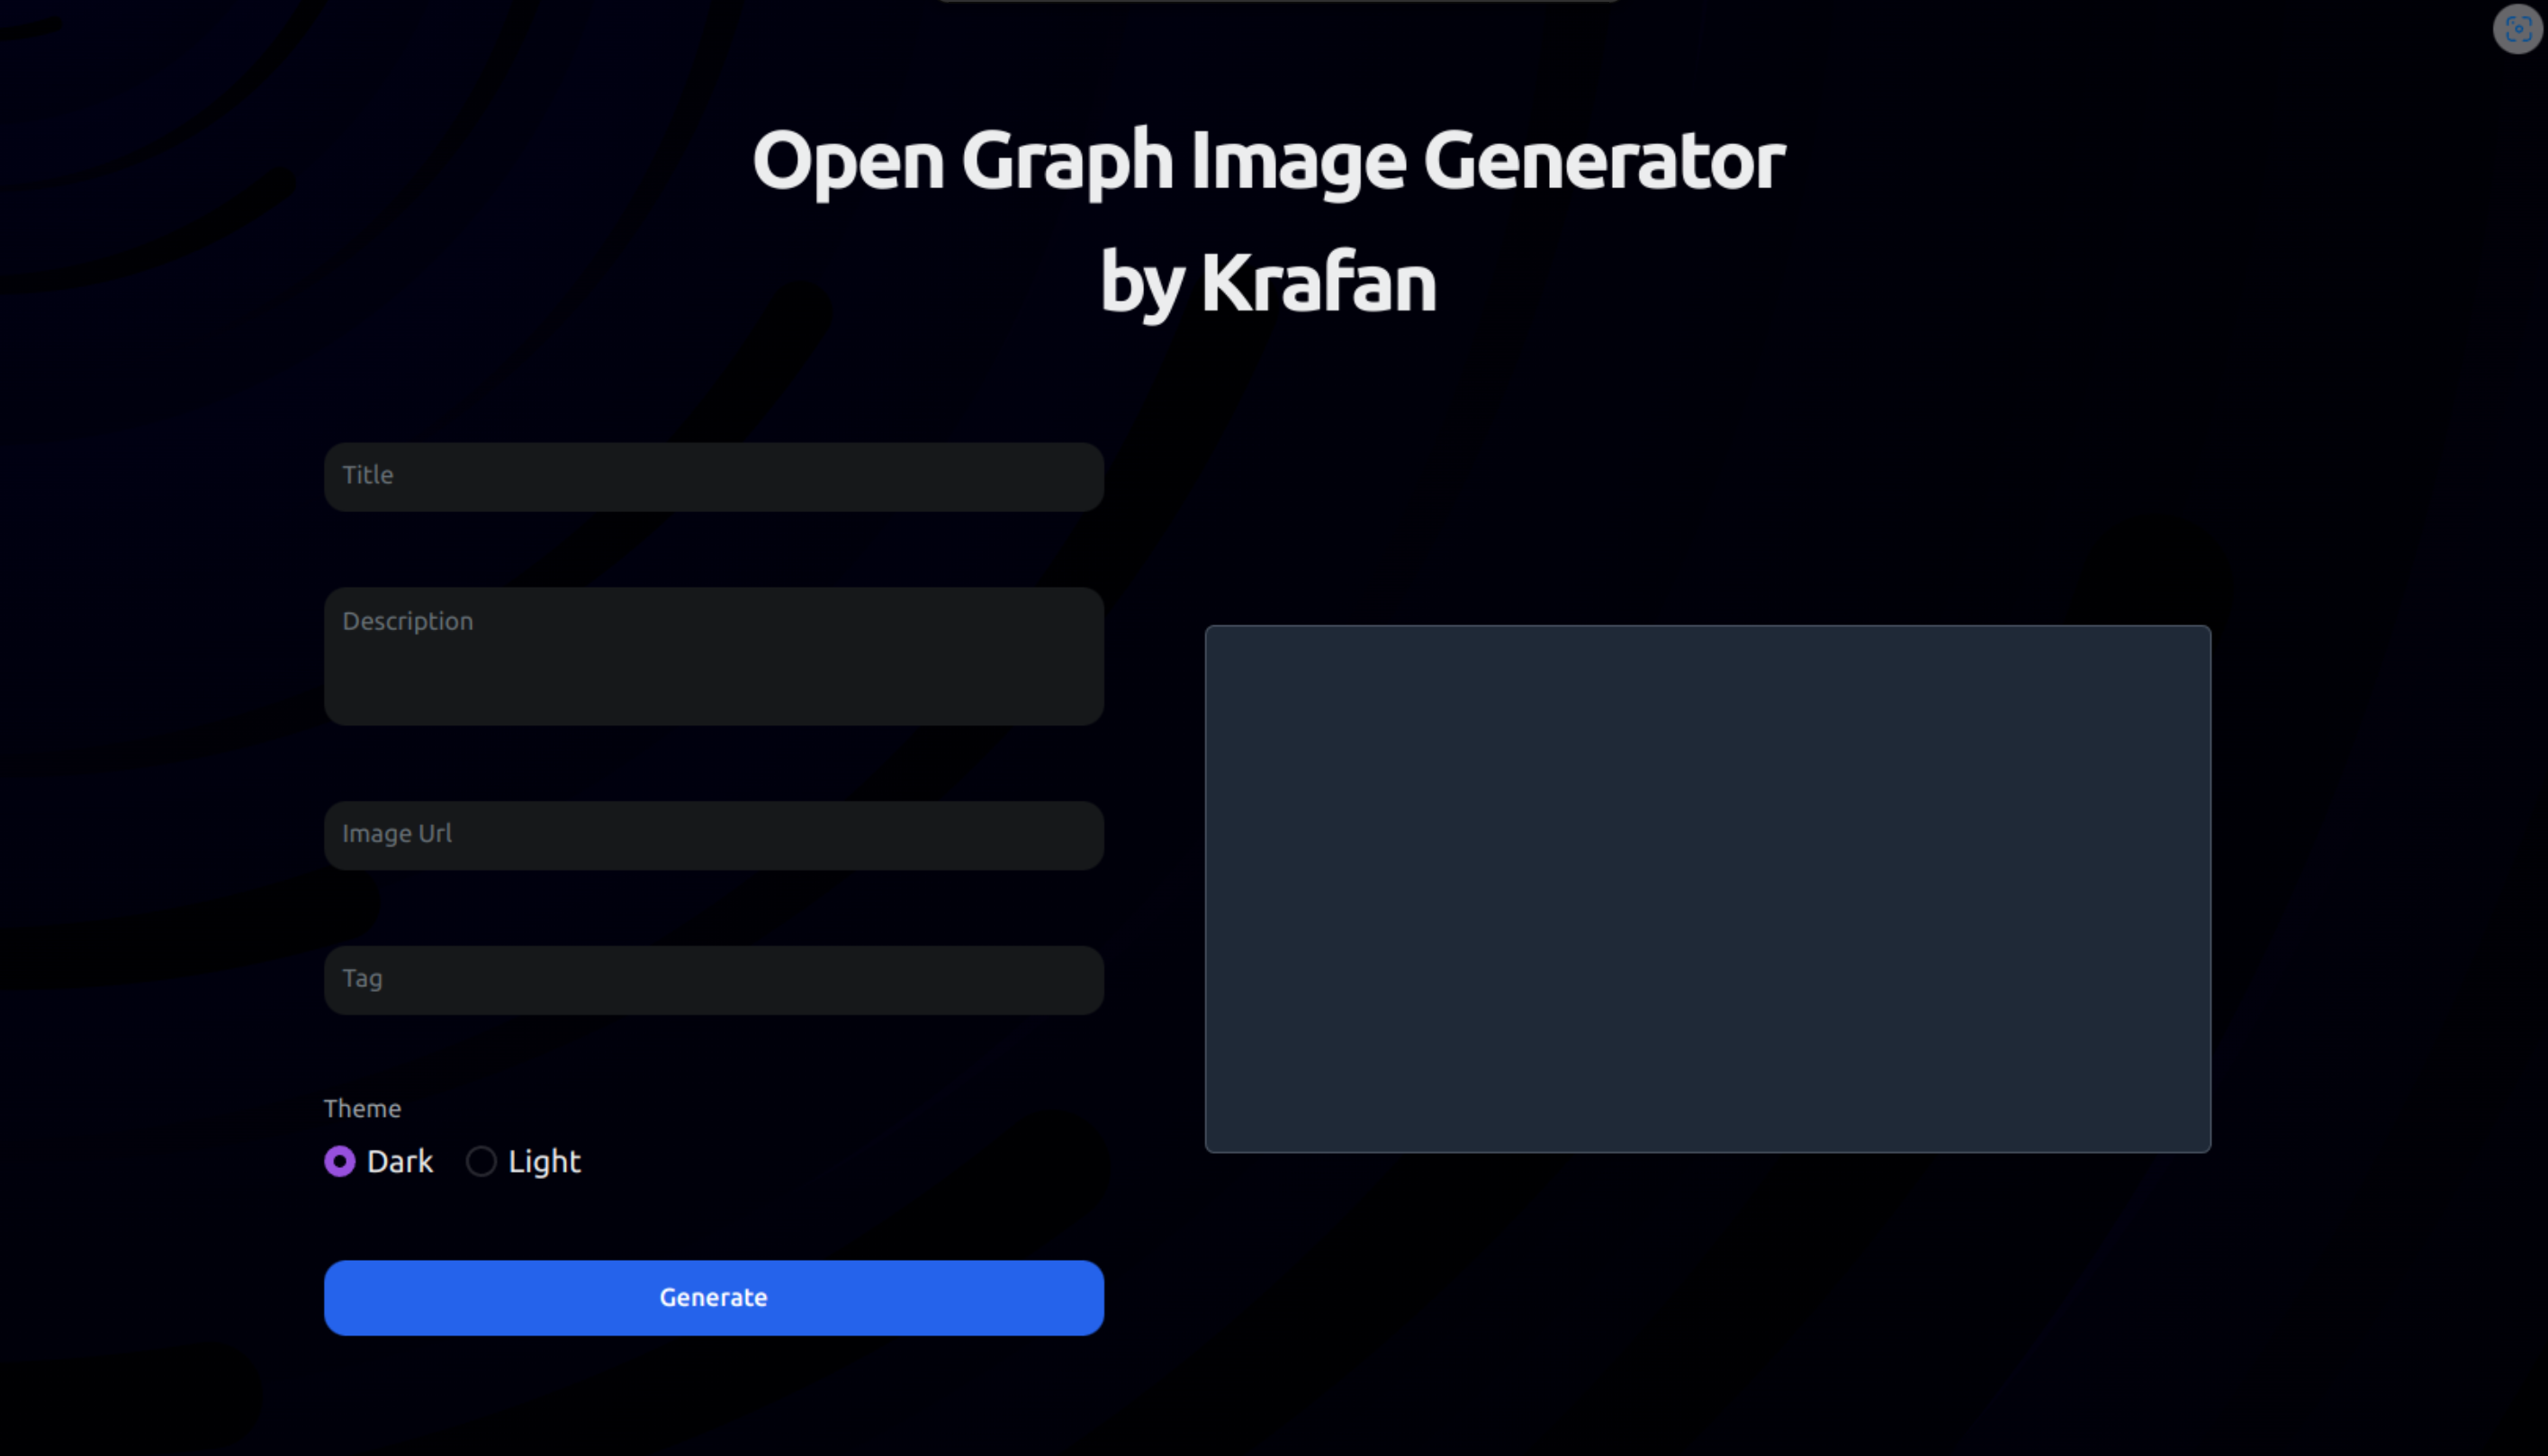 Open Graph Image Generator
by Krafan
Title
Description
Image Url
Tag
Theme
Dark
Light
Generate